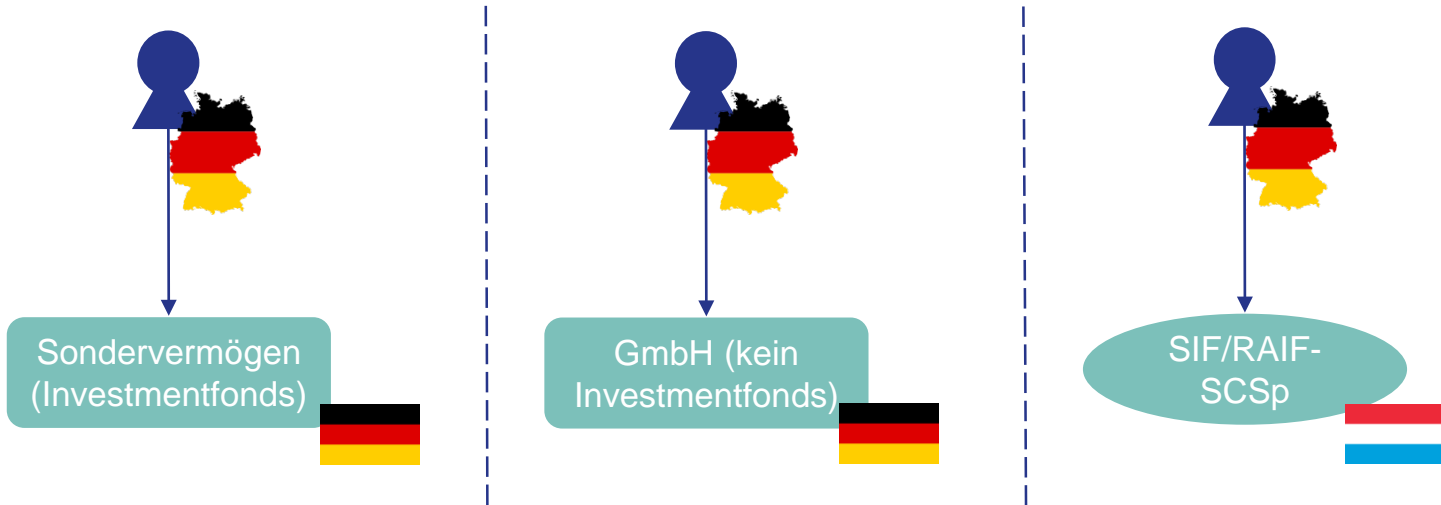 Sondervermögen
(Investmentfonds)
GmbH (kein
Investmentfonds)
SIF/RAIF-
SCSp